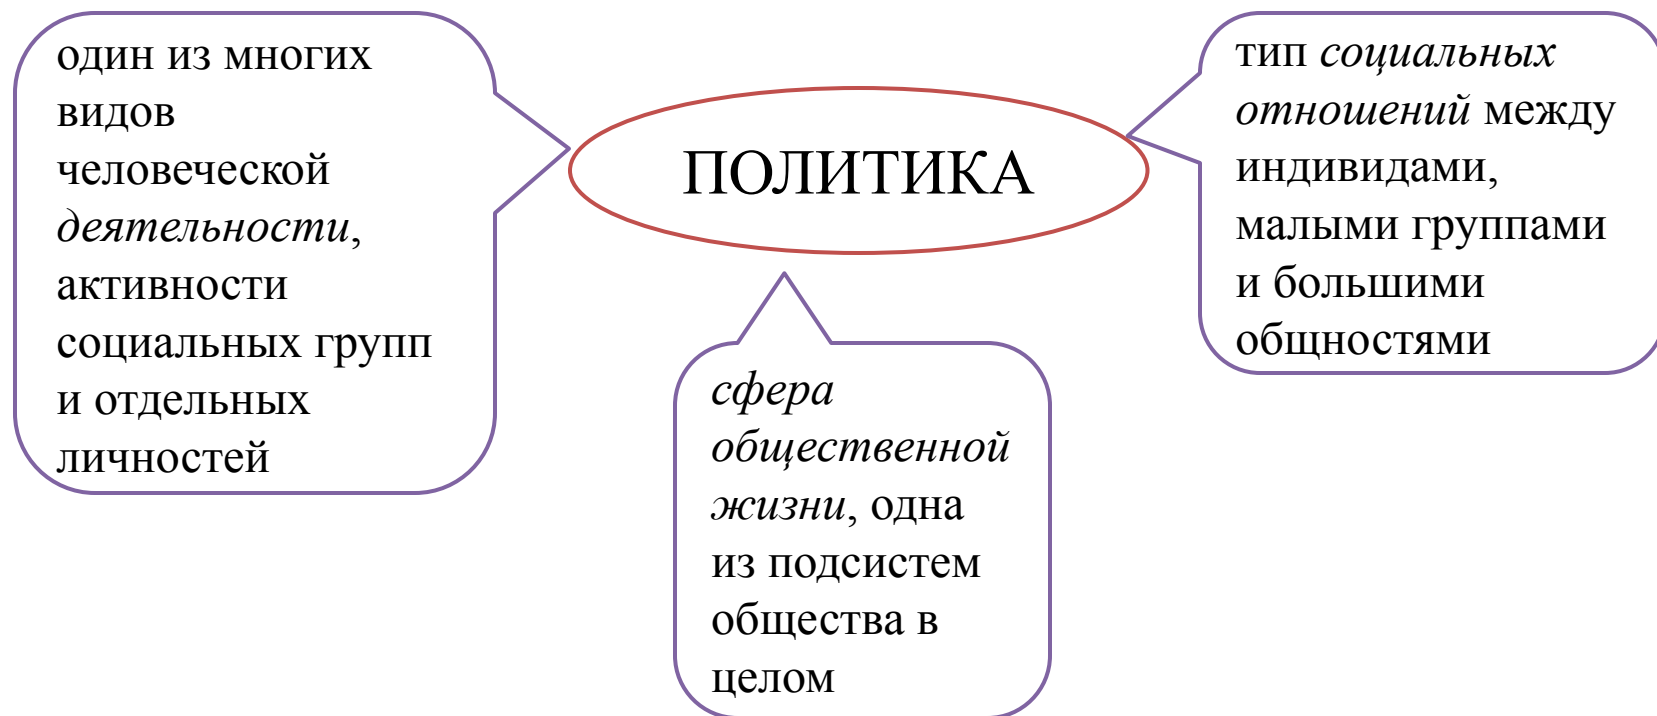 один из многих
видов
человеческой
деятельности,
активности
социальных групп
и отдельных
личностей
ПОЛИТИКА
тип социальных
отношений между
индивидами,
малыми группами
и большими
общностями
сфера
общественной
жизни, одна
из подсистем
общества в
целом